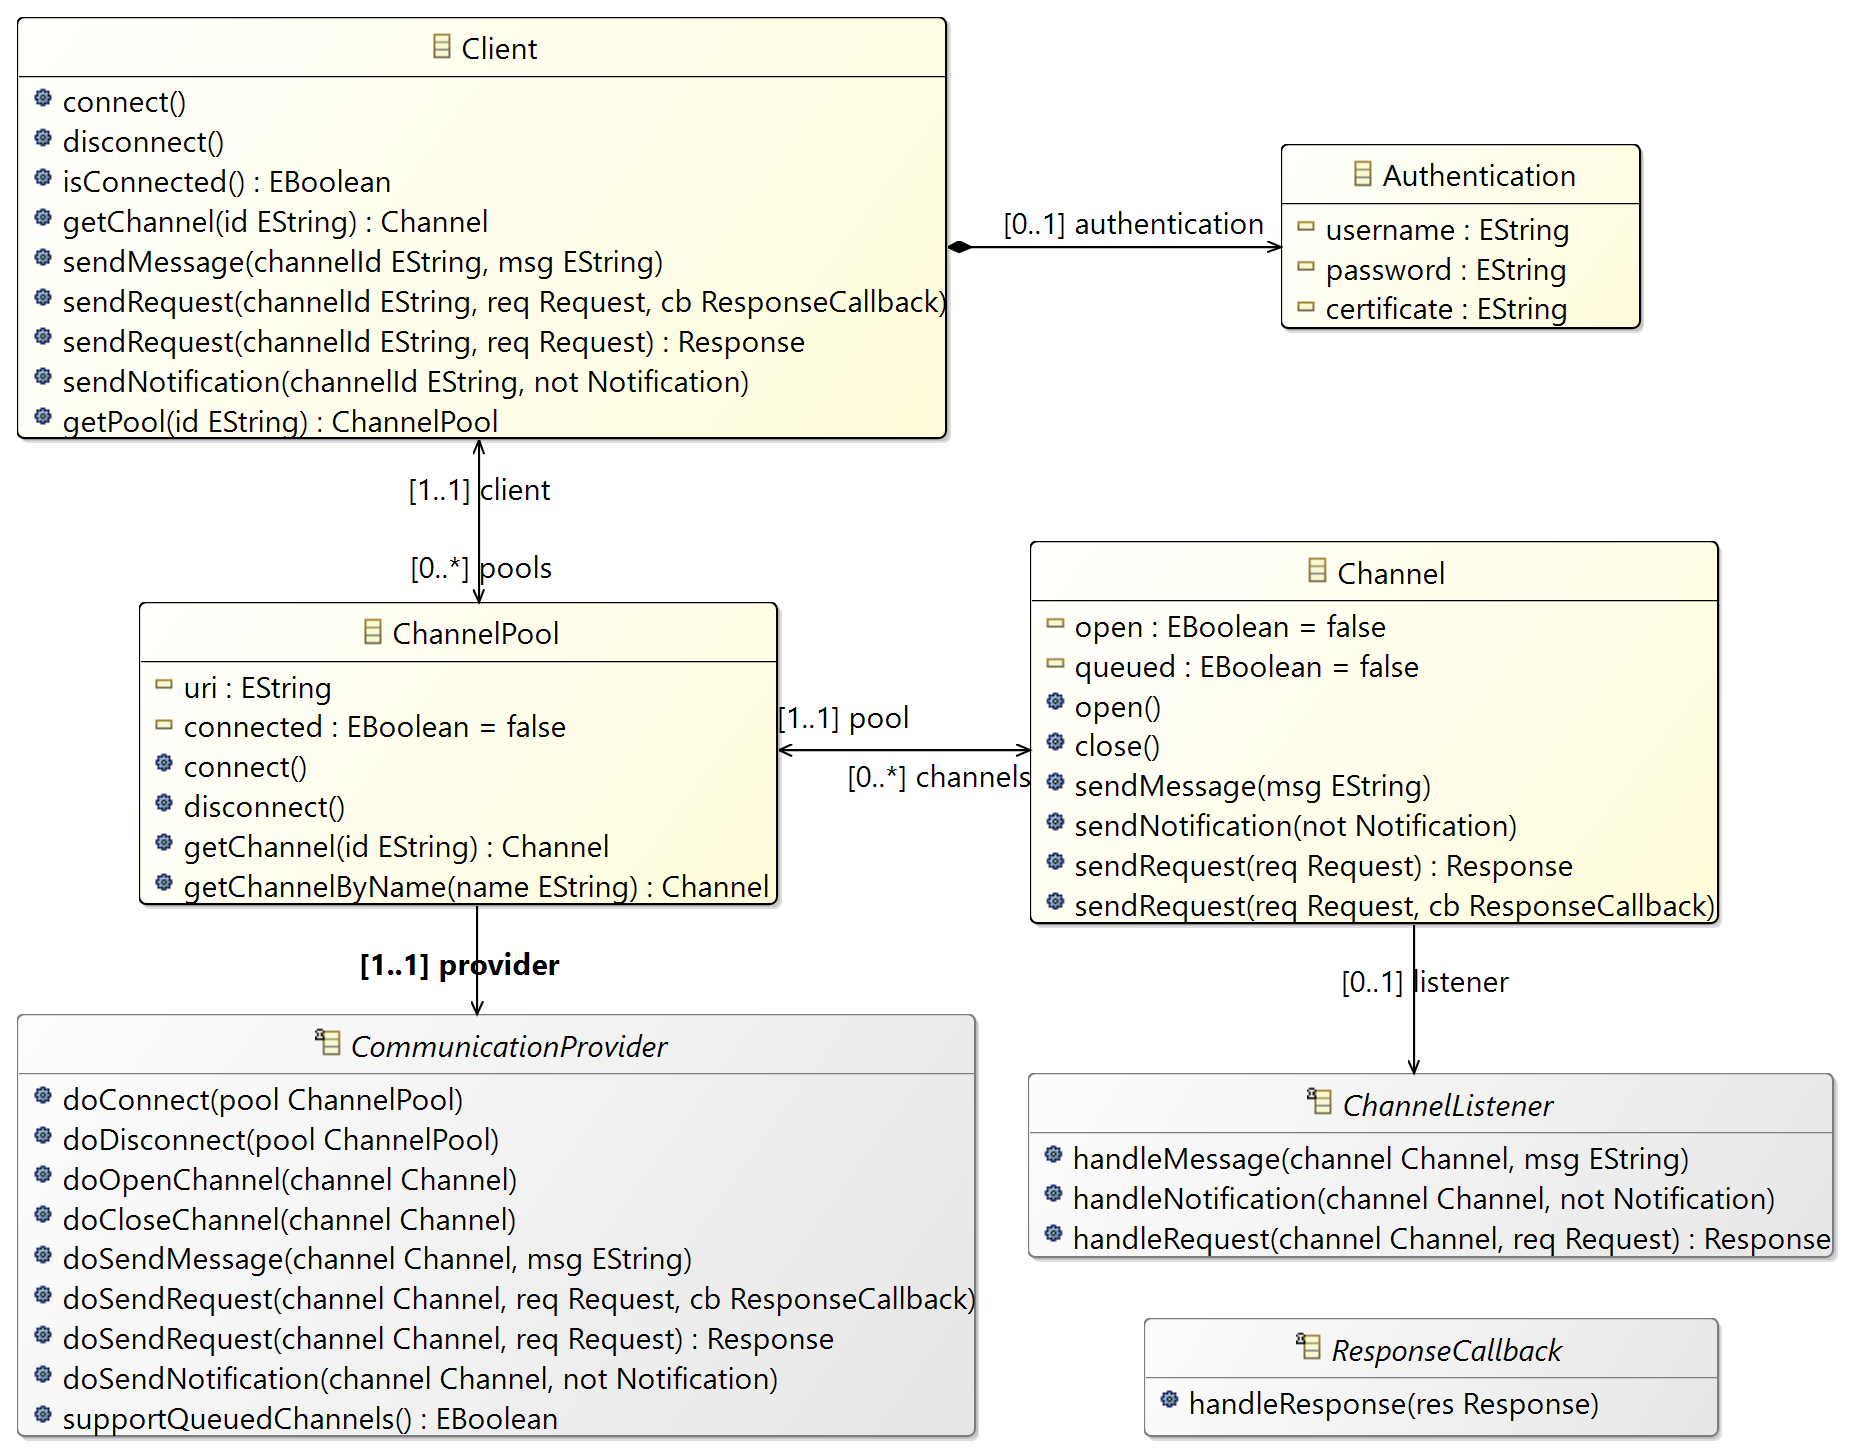 Client
connect()
disconnect()
isConnected() : EBoolean
getChannel(id EString) : Channel
sendMessage(channelId EString, msg EString)
sendRequest(channelId EString, req Request, cb ResponseCallback)
sendRequest(channelId EString, req Request) : Response
sendNotification(channelId EString, not Notification)
getPool(id EString) : ChannelPool
[0..1] authentication
Authentication
username : EString
password : EString
certificate : EString
[1..1] client
[0..*] pools
ChannelPool
uri : EString
connected : EBoolean = false
connect()
disconnect()
getChannel(id EString) : Channel
getChannelByName(name EString) : Channel
[1..1] pool
[0..*] channels
Channel
open : EBoolean = false
queued : EBoolean = false
open()
close()
sendMessage(msg EString)
sendNotification(not Notification)
sendRequest(req Request) : Response
sendRequest(req Request, cb ResponseCallback)
[1..1] provider
[0..1] listener
CommunicationProvider
doConnect(pool ChannelPool)
doDisconnect(pool ChannelPool)
doOpenChannel(channel Channel)
doCloseChannel(channel Channel)
doSendMessage(channel Channel, msg EString)
doSendRequest(channel Channel, req Request, cb ResponseCallback)
doSendRequest(channel Channel, req Request) : Response
doSendNotification(channel Channel, not Notification)
supportQueuedChannels() : EBoolean
ChannelListener
handleMessage(channel Channel, msg EString)
handleNotification(channel Channel, not Notification)
handleRequest(channel Channel, req Request) : Response
ResponseCallback
handleResponse(res Response)